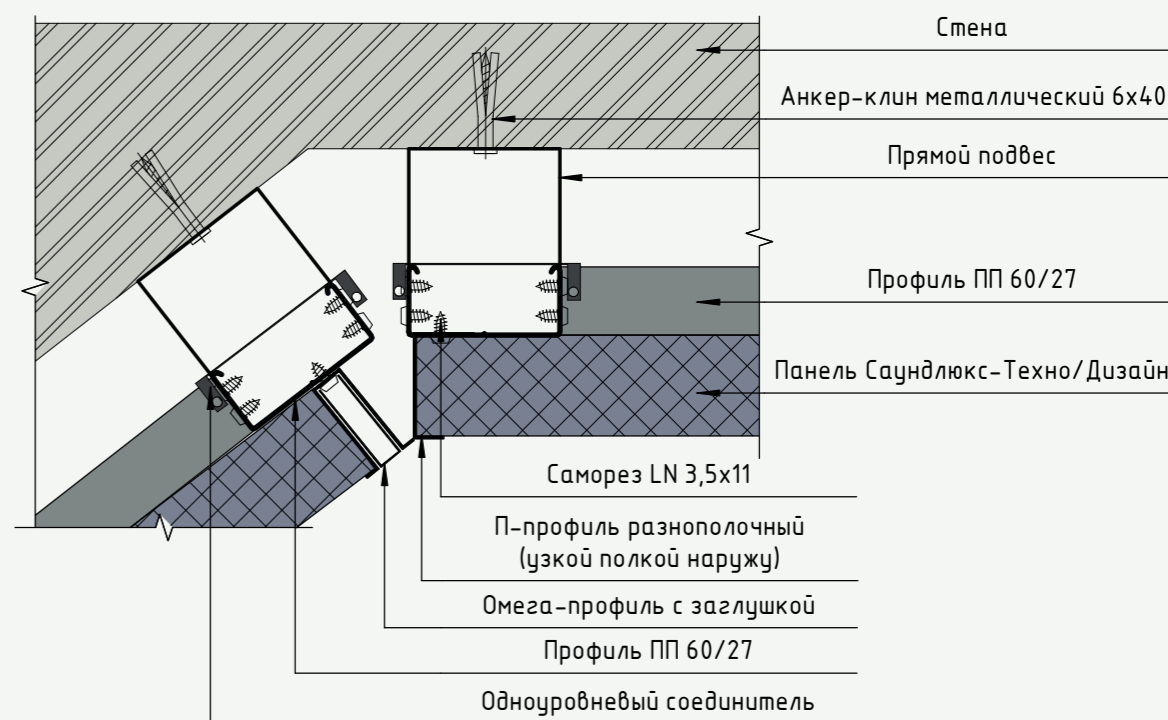 Стена
Анкер-клин металлический 6х40
Прямой подвес
Профиль ПП 60/27
Панель Саундлюкс-Техно/Дизайн
Саморез LN 3,5х11
П-профиль разнополочный
(узкой полкой наружу)
Омега-профиль с заглушкой
Профиль ПП 60/27
Одноуровневый соединитель